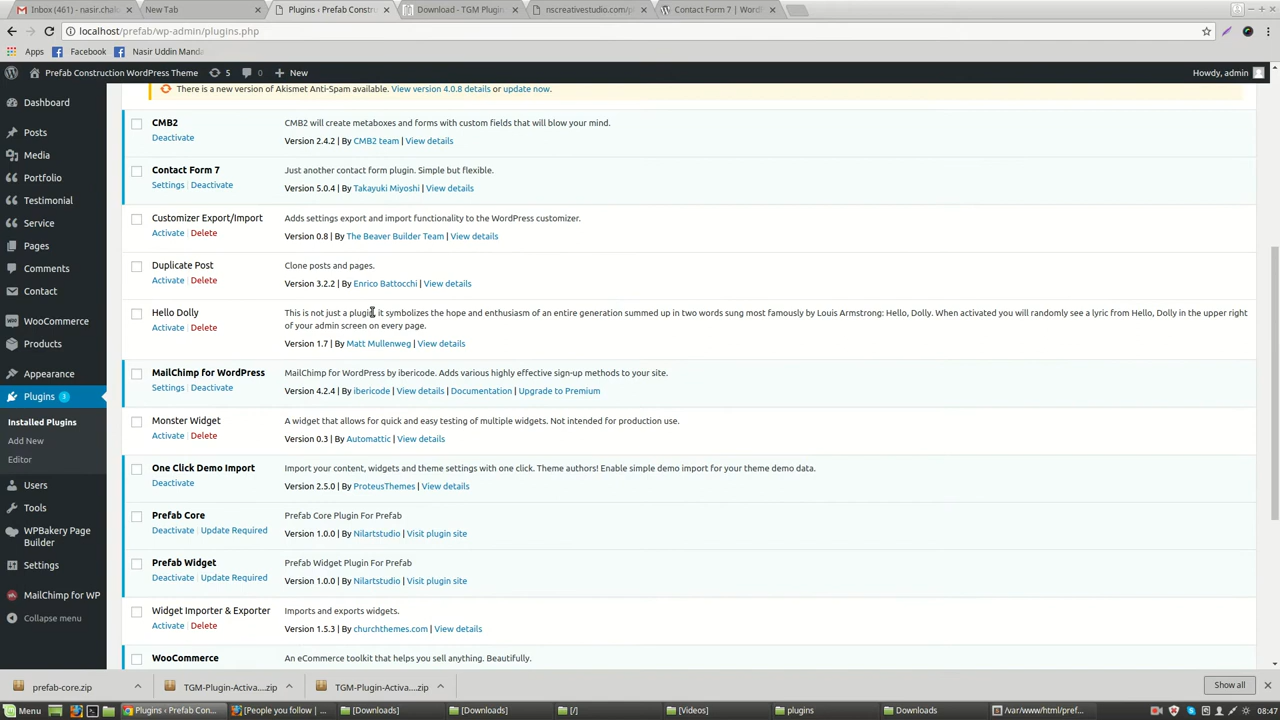 Inbox (461) - nasir.chak
New Tab
Plugins ‹ Prefab Constru
Download - TGM Plugin
nscreativestudio.com/p
Contact Form 7 | WordP
localhost/prefab/wp-admin/plugins.php
Apps
Facebook
Nasir Uddin Manda
Prefab Construction WordPress Theme
5
0
New
Howdy, admin
There is a new version of Akismet Anti-Spam available. View version 4.0.8 details or update now.
Dashboard
Posts
Media
Portfolio
Testimonial
Service
Pages
Comments
Contact
WooCommerce
Products
Appearance
Plugins 3
Installed Plugins
Add New
Editor
Users
Tools
WPBakery Page
Builder
Settings
MailChimp for WP
Collapse menu
CMB2
CMB2 will create metaboxes and forms with custom fields that will blow your mind.
Deactivate
Version 2.4.2 | By CMB2 team | View details
Contact Form 7
Just another contact form plugin. Simple but flexible.
Settings | Deactivate
Version 5.0.4 | By Takayuki Miyoshi | View details
Customizer Export/Import
Adds settings export and import functionality to the WordPress customizer.
Activate | Delete
Version 0.8 | By The Beaver Builder Team | View details
Duplicate Post
Clone posts and pages.
Activate | Delete
Version 3.2.2 | By Enrico Battocchi | View details
Hello Dolly
This is not just a plugin, it symbolizes the hope and enthusiasm of an entire generation summed up in two words sung most famously by Louis Armstrong: Hello, Dolly. When activated you will randomly see a lyric from Hello, Dolly in the upper right
of your admin screen on every page.
Activate | Delete
Version 1.7 | By Matt Mullenweg | View details
MailChimp for WordPress
MailChimp for WordPress by ibericode. Adds various highly effective sign-up methods to your site.
Settings | Deactivate
Version 4.2.4 | By ibericode | View details | Documentation | Upgrade to Premium
Monster Widget
A widget that allows for quick and easy testing of multiple widgets. Not intended for production use.
Activate | Delete
Version 0.3 | By Automattic | View details
One Click Demo Import
Import your content, widgets and theme settings with one click. Theme authors! Enable simple demo import for your theme demo data.
Deactivate
Version 2.5.0 | By ProteusThemes | View details
Prefab Core
Prefab Core Plugin For Prefab
Deactivate | Update Required
Version 1.0.0 | By Nilartstudio | Visit plugin site
Prefab Widget
Prefab Widget Plugin For Prefab
Deactivate | Update Required
Version 1.0.0 | By Nilartstudio | Visit plugin site
Widget Importer & Exporter
Imports and exports widgets.
Activate | Delete
Version 1.5.3 | By churchthemes.com | View details
WooCommerce
An eCommerce toolkit that helps you sell anything. Beautifully.
prefab-core.zip
TGM-Plugin-Activa....zip
TGM-Plugin-Activa....zip
Show all
Menu
Plugins ‹ Prefab Con...
[People you follow | ...
[Downloads]
[Downloads]
[/]
[Videos]
plugins
Downloads
/var/www/html/pref...
08:47